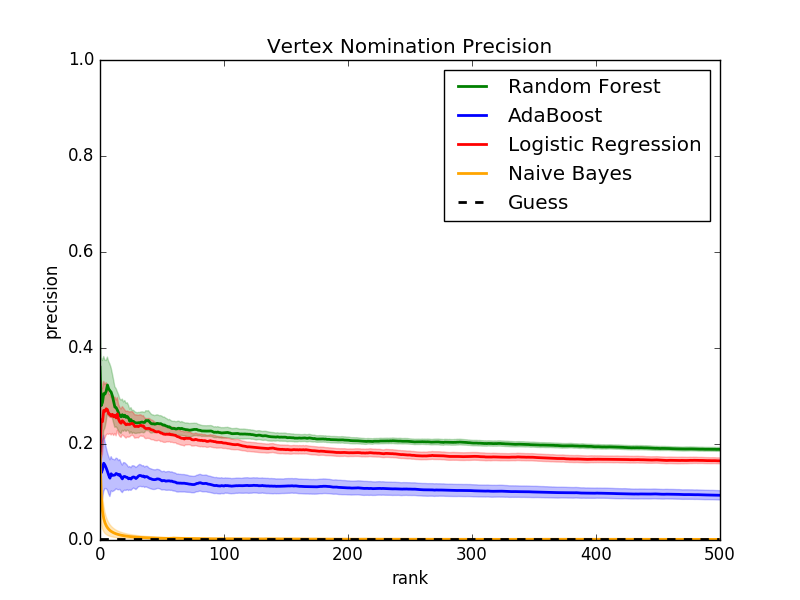 Vertex Nomination Precision
1.0
0.8
0.6
0.4
0.2
0.0
precision
Random Forest
AdaBoost
Logistic Regression
Naive Bayes
Guess
0 100 200 300 400 500
rank